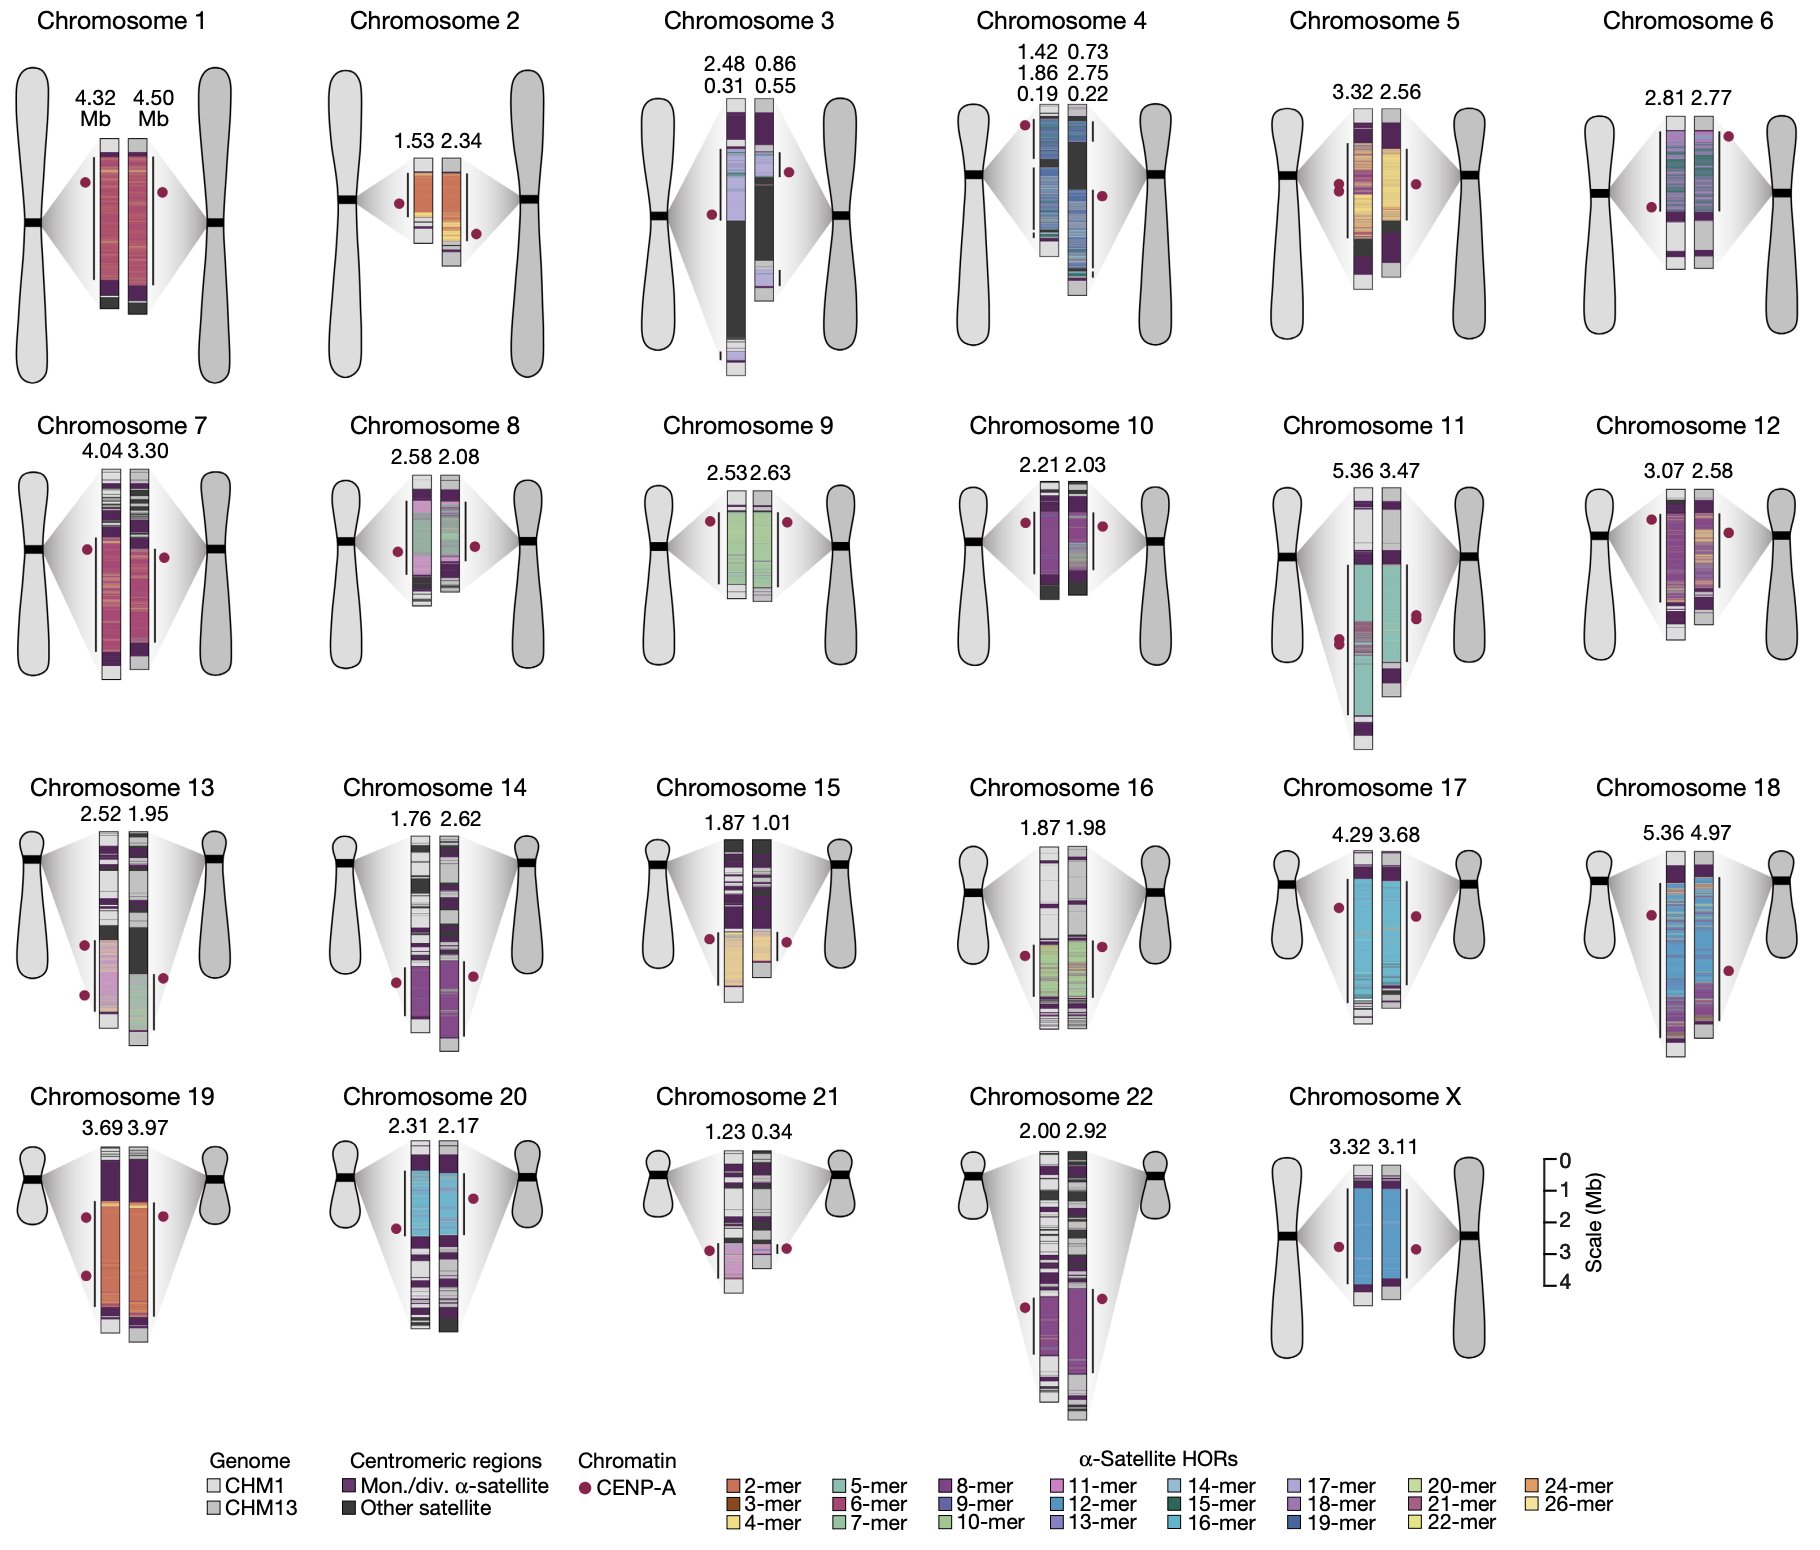 Chromosome 1
Chromosome 2
Chromosome 3
Chromosome 4
Chromosome 5
Chromosome 6
4.32 4.50
Mb Mb
1.53 2.34
2.48 0.86
0.31 0.55
1.42 0.73
1.86 2.75
0.19 0.22
3.32 2.56
2.81 2.77
Chromosome 7
Chromosome 8
Chromosome 9
Chromosome 10
Chromosome 11
Chromosome 12
4.04 3.30
2.58 2.08
2.53 2.63
2.21 2.03
5.36 3.47
3.07 2.58
Chromosome 13
Chromosome 14
Chromosome 15
Chromosome 16
Chromosome 17
Chromosome 18
2.52 1.95
1.76 2.62
1.87 1.01
1.87 1.98
4.29 3.68
5.36 4.97
Chromosome 19
Chromosome 20
Chromosome 21
Chromosome 22
Chromosome X
3.69 3.97
2.31 2.17
1.23 0.34
2.00 2.92
3.32 3.11
0
1
2
3
4
Scale (Mb)
Genome
CHM1
CHM13
Centromeric regions
Mon./div. α-satellite
Other satellite
Chromatin
CENP-A
α-Satellite HORs
2-mer 5-mer 8-mer 11-mer 14-mer 17-mer 20-mer 24-mer
3-mer 6-mer 9-mer 12-mer 15-mer 18-mer 21-mer 26-mer
4-mer 7-mer 10-mer 13-mer 16-mer 19-mer 22-mer